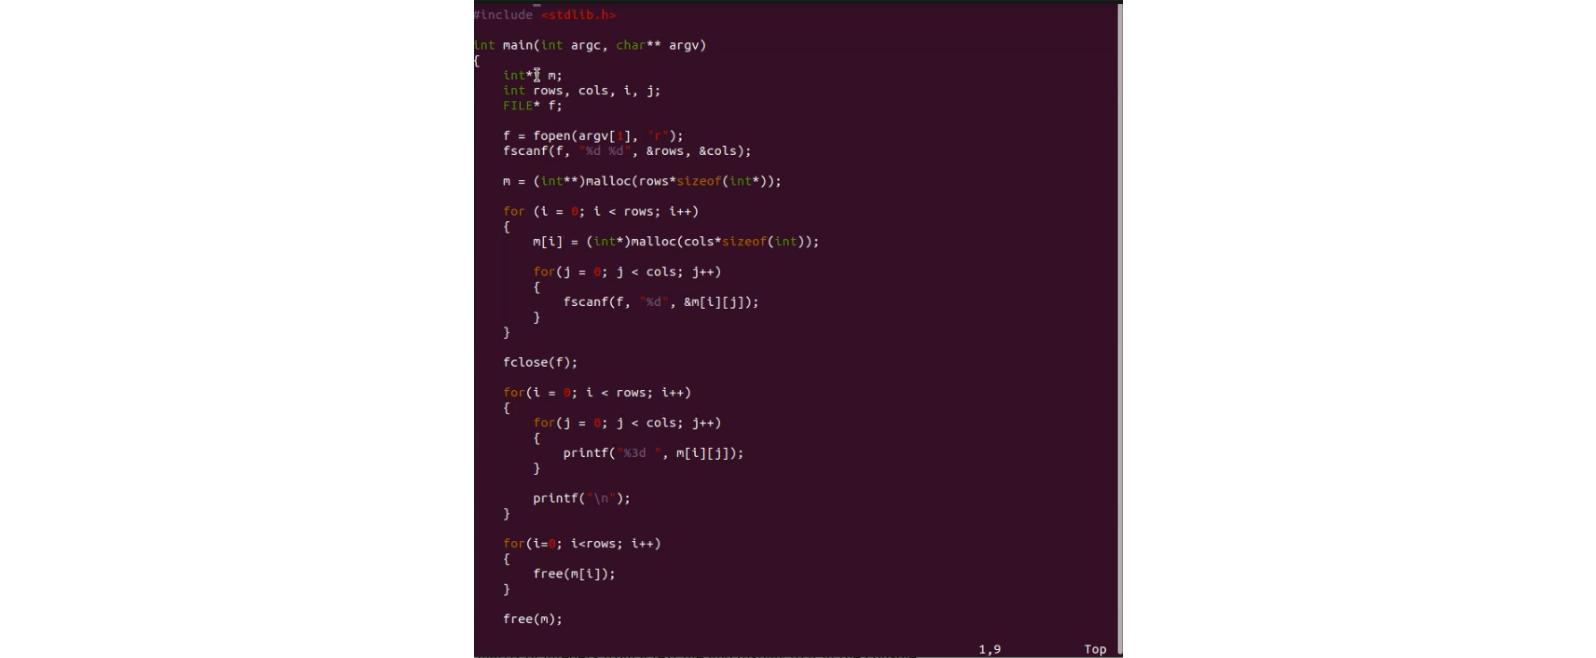 #include <stdlib.h>
int main(int argc, char** argv)
{
int** m;
int rows, cols, i, j;
FILE* f;
f = fopen(argv[1], "r");
fscanf(f, "%d %d", &rows, &cols);
m = (int**)malloc(rows*sizeof(int*));
for (i = 0; i < rows; i++)
{
m[i] = (int*)malloc(cols*sizeof(int));
for(j = 0; j < cols; j++)
{
fscanf(f, "%d", &m[i][j]);
}
}
fclose(f);
for(i = 0; i < rows; i++)
{
for(j = 0; j < cols; j++)
{
printf("%3d ", m[i][j]);
}
printf("\n");
}
for(i=0; i<rows; i++)
{
free(m[i]);
}
free(m);
1,9 Top